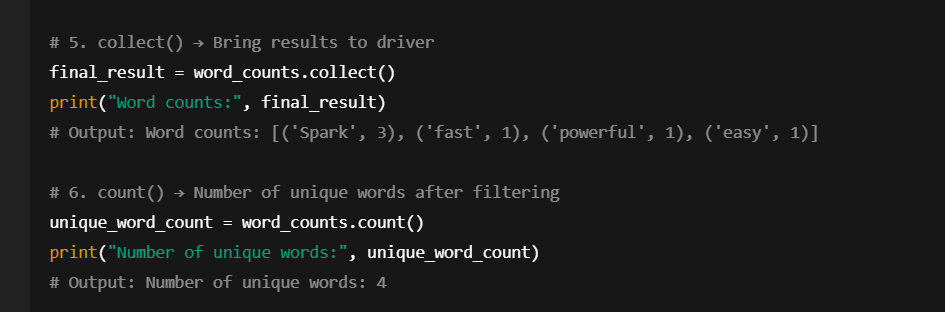 # 5. collect() → Bring results to driver
final_result = word_counts.collect()
print("Word counts:", final_result)
# Output: Word counts: [('Spark', 3), ('fast', 1), ('powerful', 1), ('easy', 1)]
# 6. count() → Number of unique words after filtering
unique_word_count = word_counts.count()
print("Number of unique words:", unique_word_count)
# Output: Number of unique words: 4